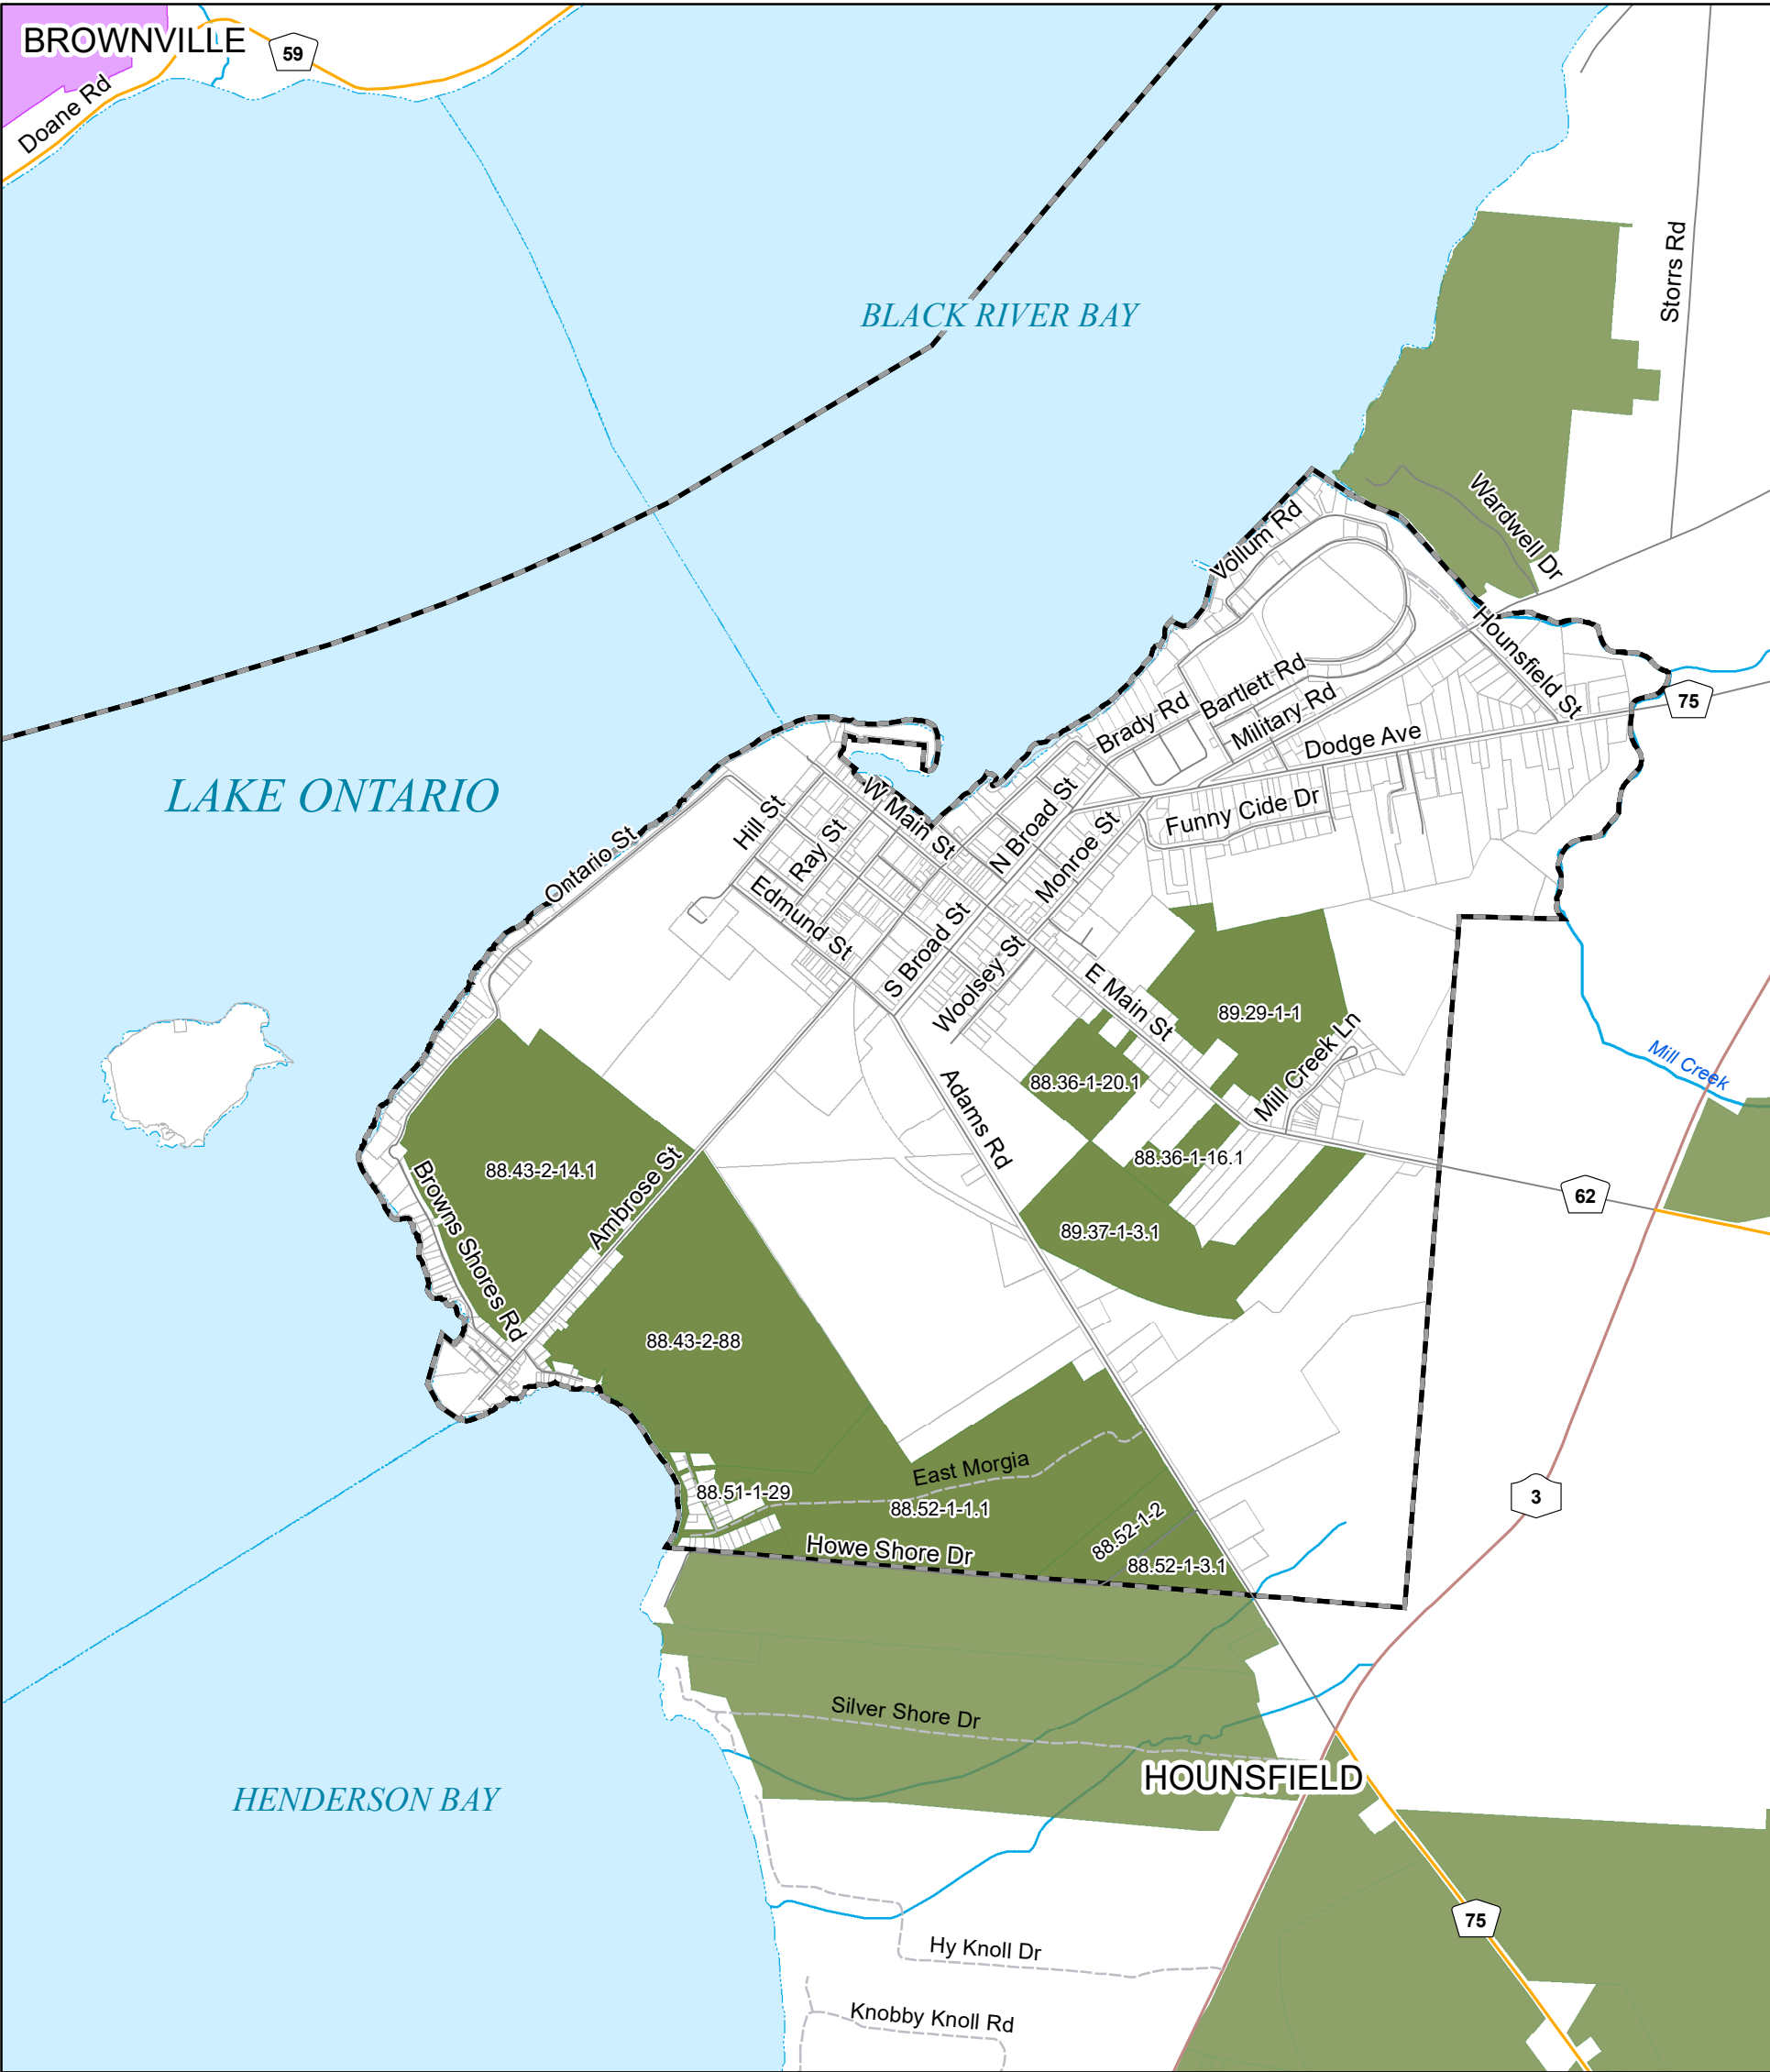 BROWNVILLE
59
Doane Rd
BLACK RIVER BAY
Storrs Rd
Wardwell Dr
Vollum Rd
Hounsfield St
75
Bartlett Rd
Brady Rd
Military Rd
Dodge Ave
LAKE ONTARIO
W Main St
Hill St
Ray St
N Broad St
Funny Cide Dr
Monroe St
Ontario St
Edmund St
S Broad St
Woolsey St
E Main St
89.29-1-1
Mill Creek Ln
Mill Creek
88.36-1-20.1
Adams Rd
88.36-1-16.1
88.43-2-14.1
Browns Shores Rd
Ambrose St
62
89.37-1-3.1
88.43-2-88
East Morgia
88.51-1-29
88.52-1-1.1
3
88.52-1-2
Howe Shore Dr
88.52-1-3.1
Silver Shore Dr
HOUNSFIELD
HENDERSON BAY
75
Hy Knoll Dr
Knobby Knoll Rd